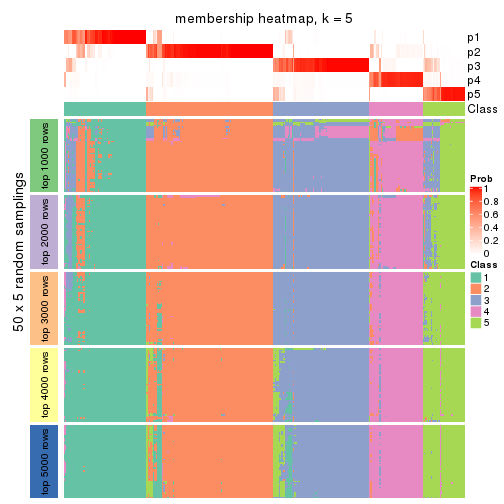 membership heatmap, k = 5
p1
p2
p3
p4
p5
Class
50 x 5 random samplings
top 1000 rows
top 2000 rows
top 3000 rows
top 4000 rows
top 5000 rows
Prob
1
0.8
0.6
0.4
0.2
0
Class
1
2
3
4
5